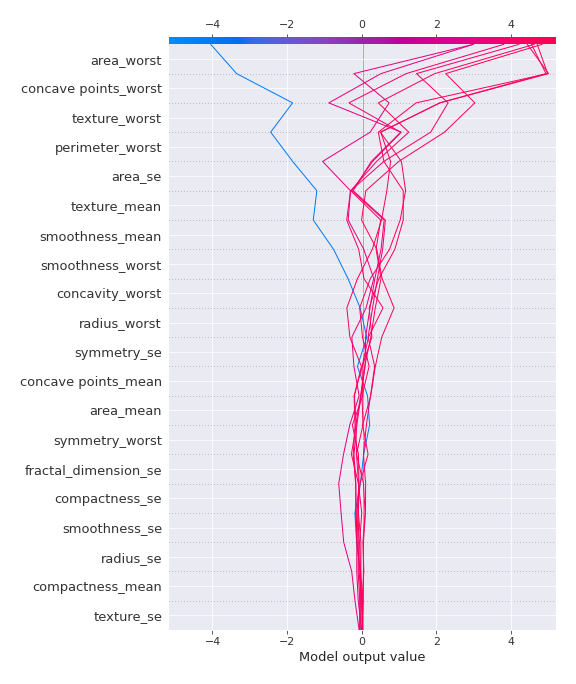 −4 −2 0 2 4
area_worst
concave points_worst
texture_worst
perimeter_worst
area_se
texture_mean
smoothness_mean
smoothness_worst
concavity_worst
radius_worst
symmetry_se
concave points_mean
area_mean
symmetry_worst
fractal_dimension_se
compactness_se
smoothness_se
radius_se
compactness_mean
texture_se
−4 −2 0 2 4
Model output value